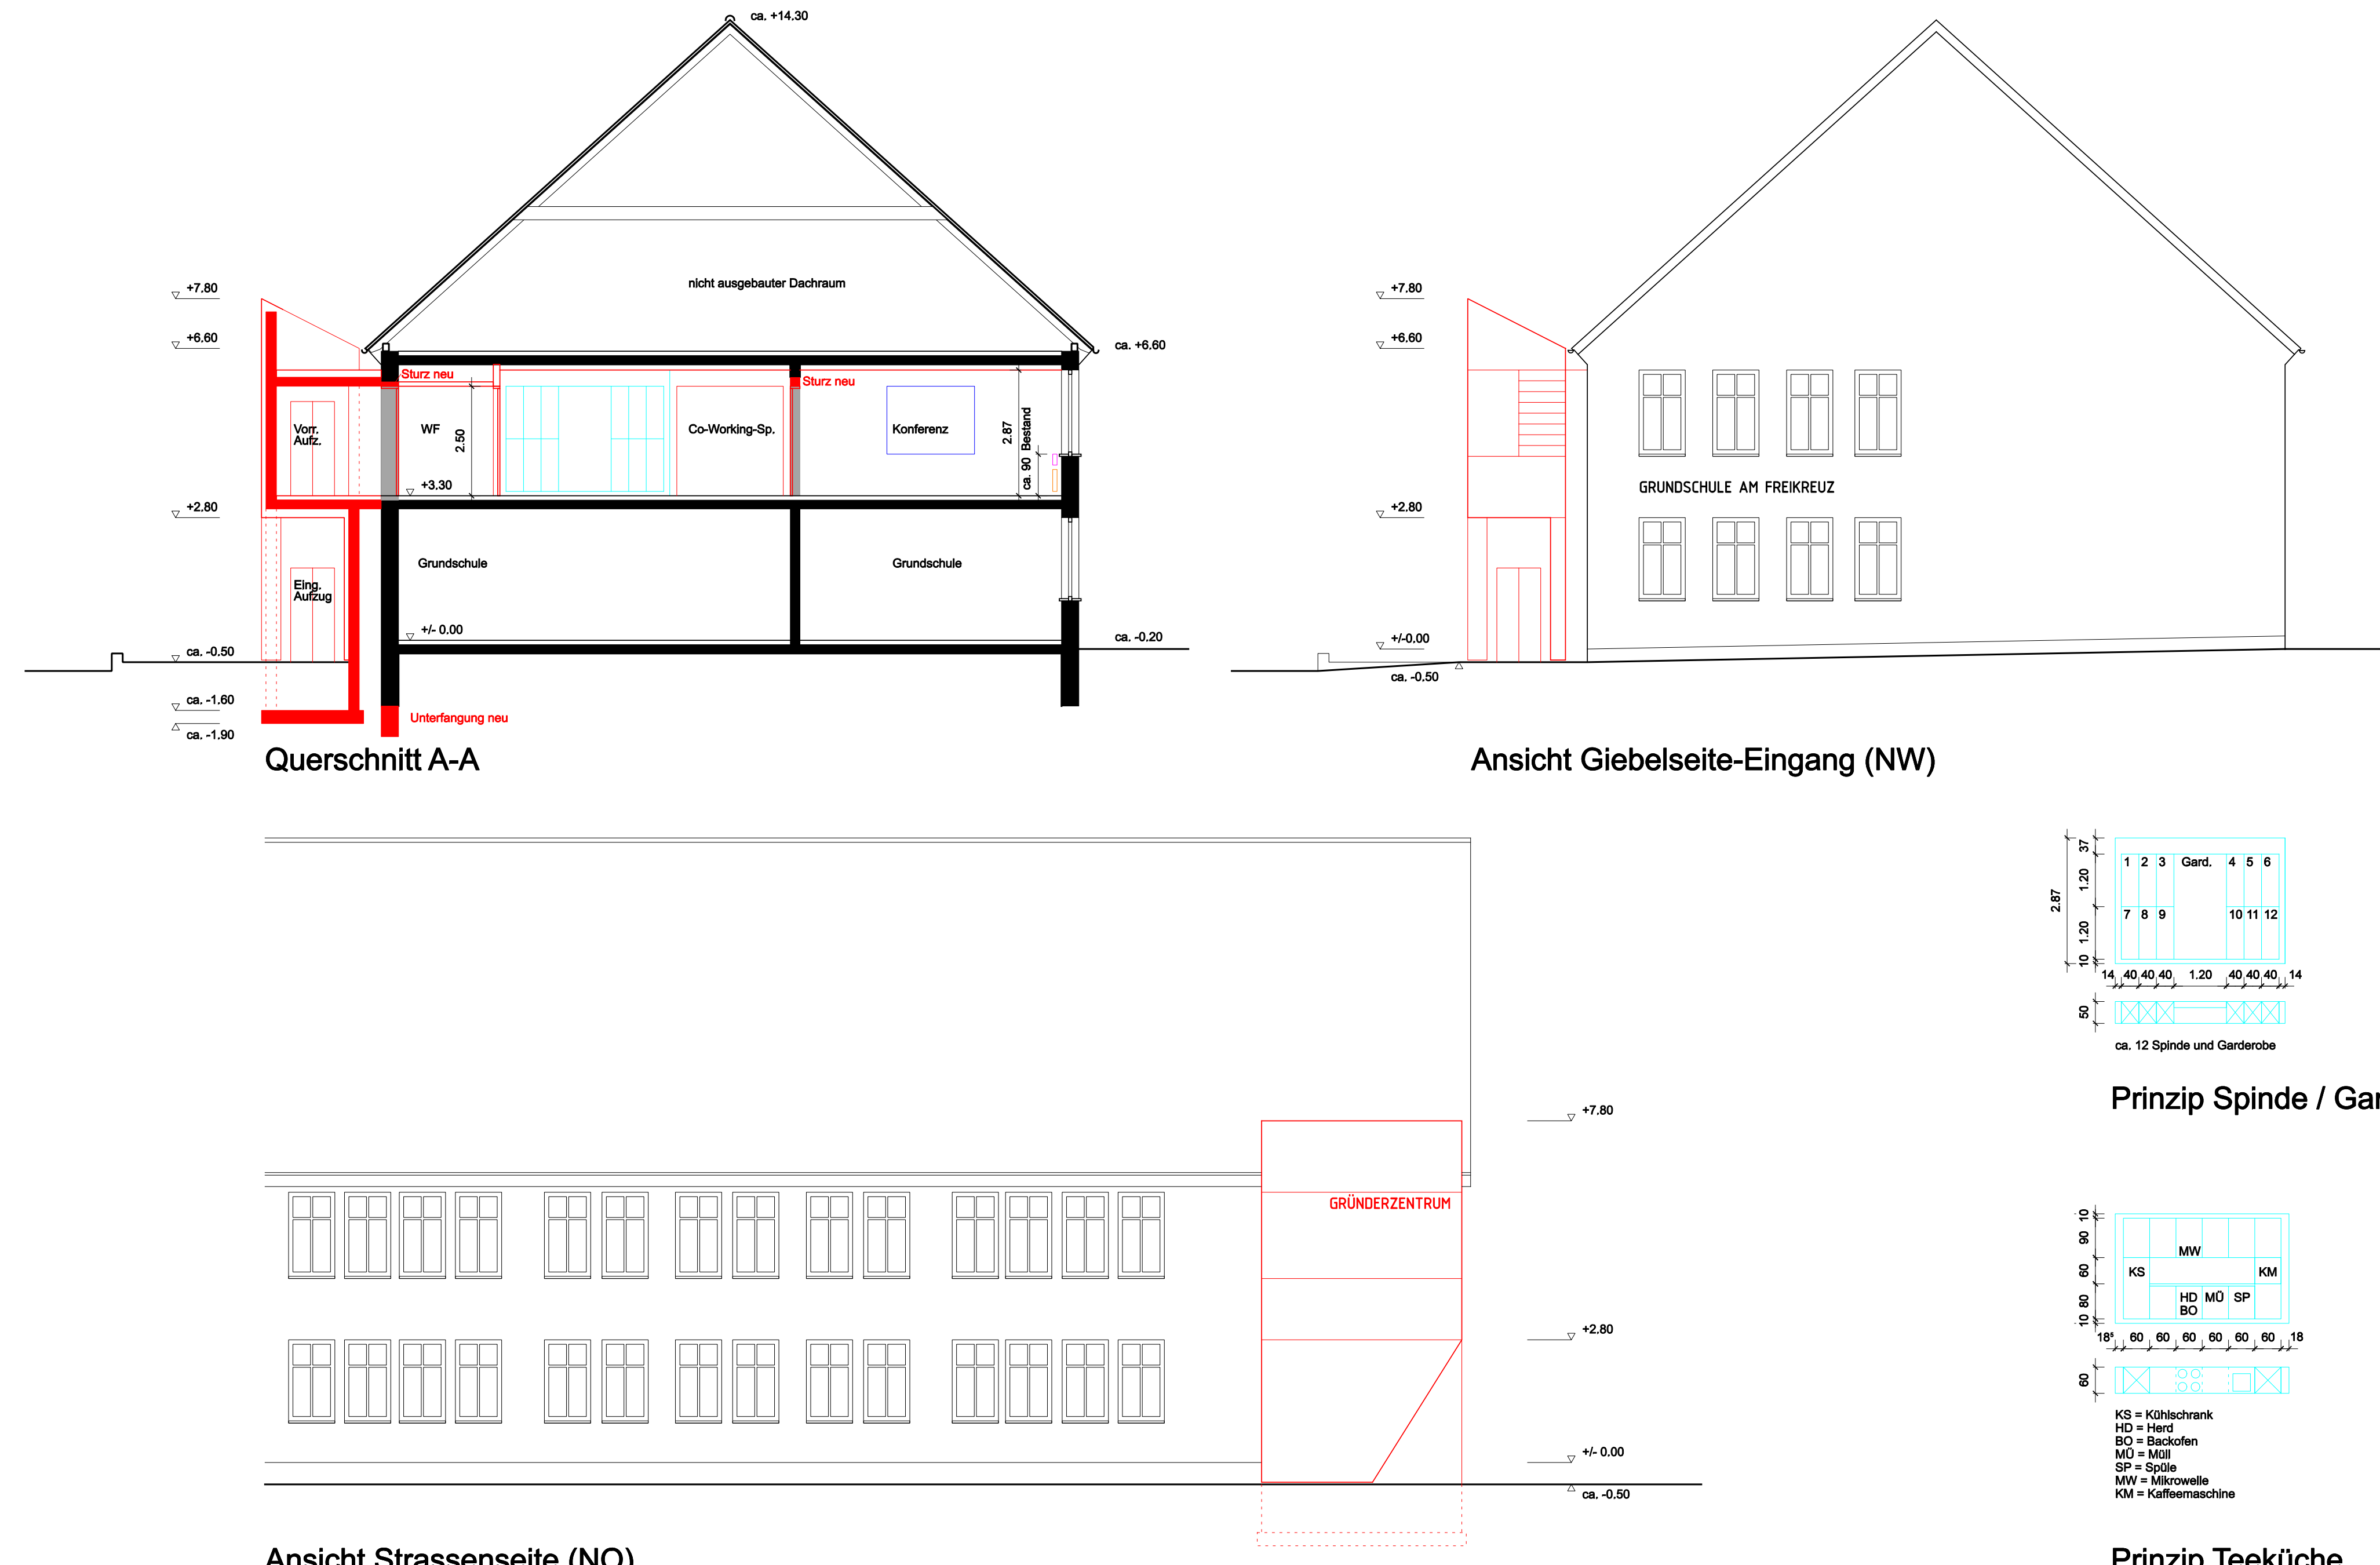 ca. +14.30
nicht ausgebauter Dachraum
+7.80
+6.60
ca. +6.60
Sturz neu
Sturz neu
Vorr.
Aufz.
WF
2.50
Co-Working-Sp.
Konferenz
2.87
ca. 90 Bestand
+3.30
+2.80
Grundschule
Grundschule
Eing.
Aufzug
+/- 0.00
ca. -0.20
ca. -0.50
ca. -1.60
ca. -1.90
Unterfangung neu
Querschnitt A-A
+7.80
+6.60
GRUNDSCHULE AM FREIKREUZ
+2.80
+/-0.00
ca. -0.50
Ansicht Giebelseite-Eingang (NW)
+7.80
GRÜNDERZENTRUM
+2.80
+/- 0.00
ca. -0.50
Ansicht Strassenseite (NO)
2.87
37
1.20
1.20
10
1 2 3 Gard. 4 5 6
7 8 9 10 11 12
14 40 40 40 1.20 40 40 40 14
50
ca. 12 Spinde und Garderobe
Prinzip Spinde / Gar
10
90
60
80
10
MW
KS KM
HD MÜ SP
BO
18⁵ 60 60 60 60 60 60 18
60
KS = Kühlschrank
HD = Herd
BO = Backofen
MÜ = Müll
SP = Spüle
MW = Mikrowelle
KM = Kaffeemaschine
Prinzip Teeküche